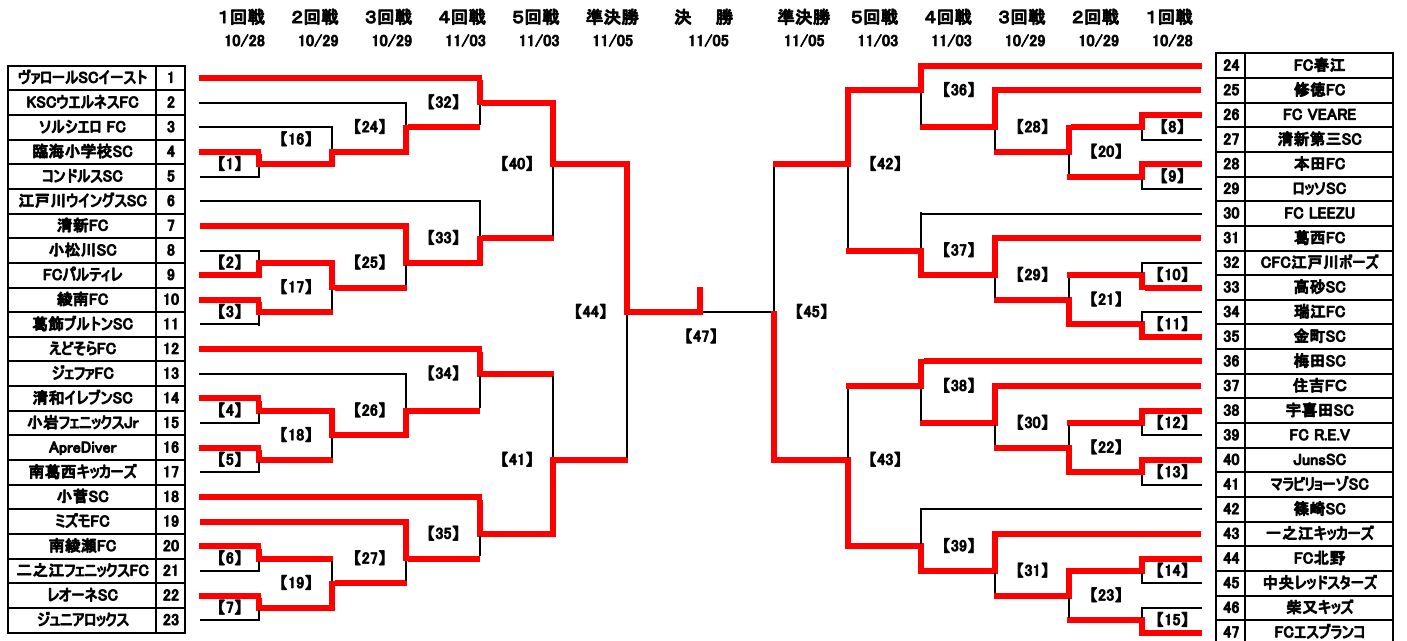 1回戦 2回戦 3回戦 4回戦 5回戦 準決勝 決 勝 準決勝 5回戦 4回戦 3回戦 2回戦 1回戦
10/28 10/29 10/29 11/03 11/03 11/05 11/05 11/05 11/03 11/03 10/29 10/29 10/28
ヴァロールSCイースト 1
KSCウエルネスFC 2
ソルシエロ FC 3
臨海小学校SC 4
コンドルスSC 5
江戸川ウイングスSC 6
清新FC 7
小松川SC 8
FCパルティレ 9
綾南FC 10
葛飾ブルトンSC 11
えどそらFC 12
ジェファFC 13
清和イレブンSC 14
小岩フェニックスJr 15
ApreDiver 16
南葛西キッカーズ 17
小菅SC 18
ミズモFC 19
南綾瀬FC 20
二之江フェニックスFC 21
レオーネSC 22
ジュニアロックス 23
【1】
【2】
【3】
【4】
【5】
【6】
【7】
【16】
【17】
【18】
【19】
【24】
【25】
【26】
【27】
【32】
【33】
【34】
【35】
【40】
【41】
【44】
【47】
【45】
【42】
【43】
【36】
【37】
【38】
【39】
【28】
【29】
【30】
【31】
【20】
【21】
【22】
【23】
【8】
【9】
【10】
【11】
【12】
【13】
【14】
【15】
24 FC春江
25 修徳FC
26 FC VEARE
27 清新第三SC
28 本田FC
29 ロッソSC
30 FC LEEZU
31 葛西FC
32 CFC江戸川ボーズ
33 高砂SC
34 瑞江FC
35 金町SC
36 梅田SC
37 住吉FC
38 宇喜田SC
39 FC R.E.V
40 JunsSC
41 マラビリョーゾSC
42 篠崎SC
43 一之江キッカーズ
44 FC北野
45 中央レッドスターズ
46 柴又キッズ
47 FCエスブランコ